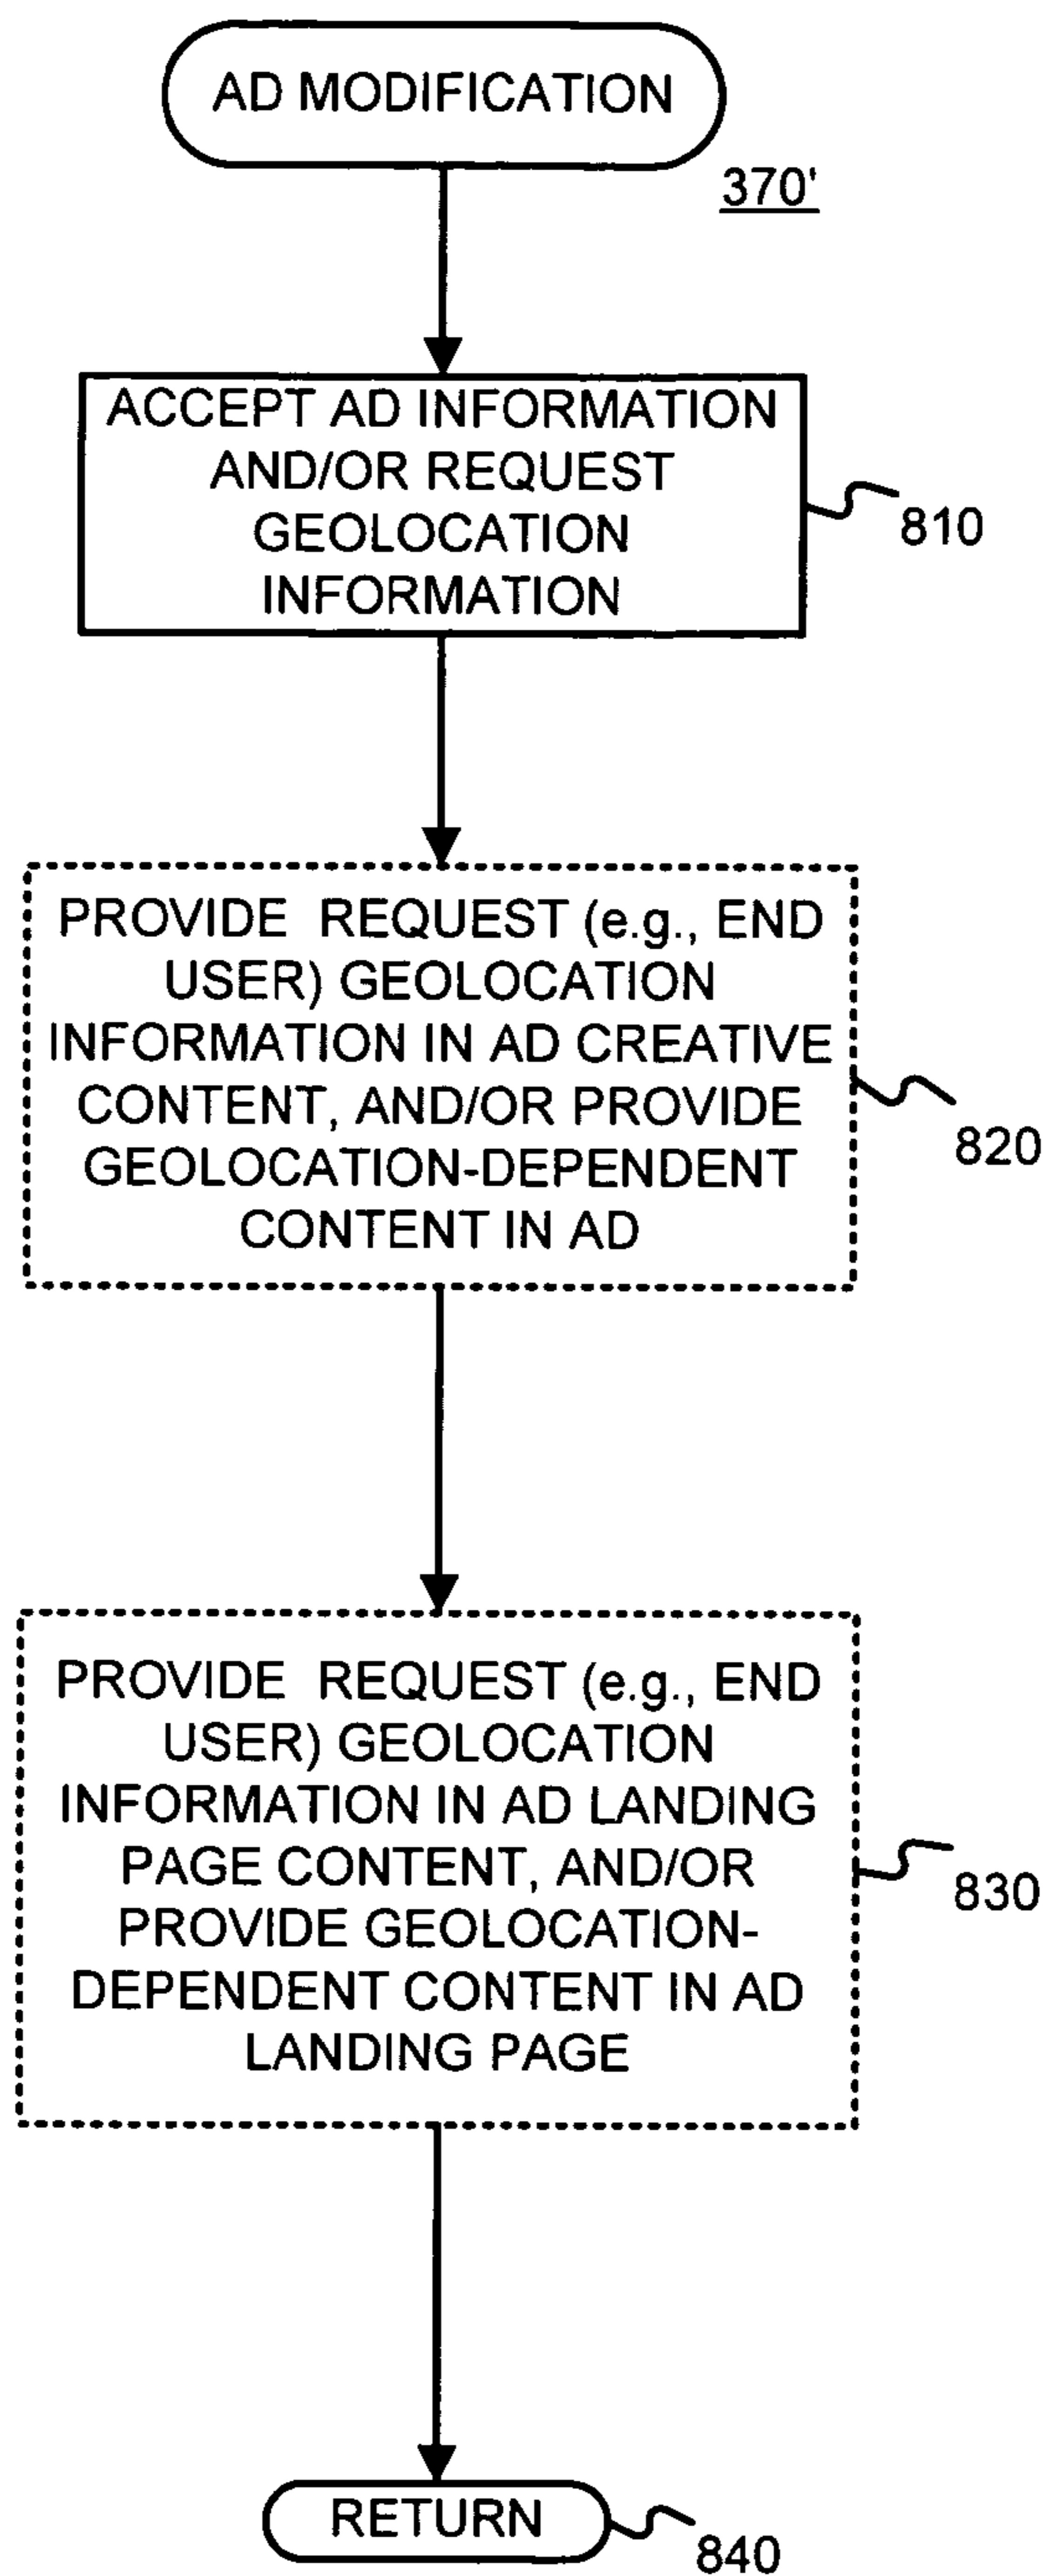 AD MODIFICATION
370'
ACCEPT AD INFORMATION
AND/OR REQUEST
GEOLOCATION
INFORMATION
810
PROVIDE REQUEST (e.g., END
USER) GEOLOCATION
INFORMATION IN AD CREATIVE
CONTENT, AND/OR PROVIDE
GEOLOCATION-DEPENDENT
CONTENT IN AD
820
PROVIDE REQUEST (e.g., END
USER) GEOLOCATION
INFORMATION IN AD LANDING
PAGE CONTENT, AND/OR
PROVIDE GEOLOCATION-
DEPENDENT CONTENT IN AD
LANDING PAGE
830
RETURN
840